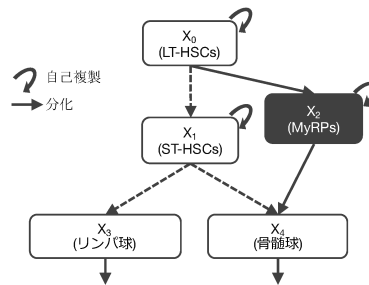 X₀
(LT-HSCs)
自己複製
分化
X₂
(MyRPs)
X₁
(ST-HSCs)
X₃
(リンパ球)
X₄
(骨髄球)